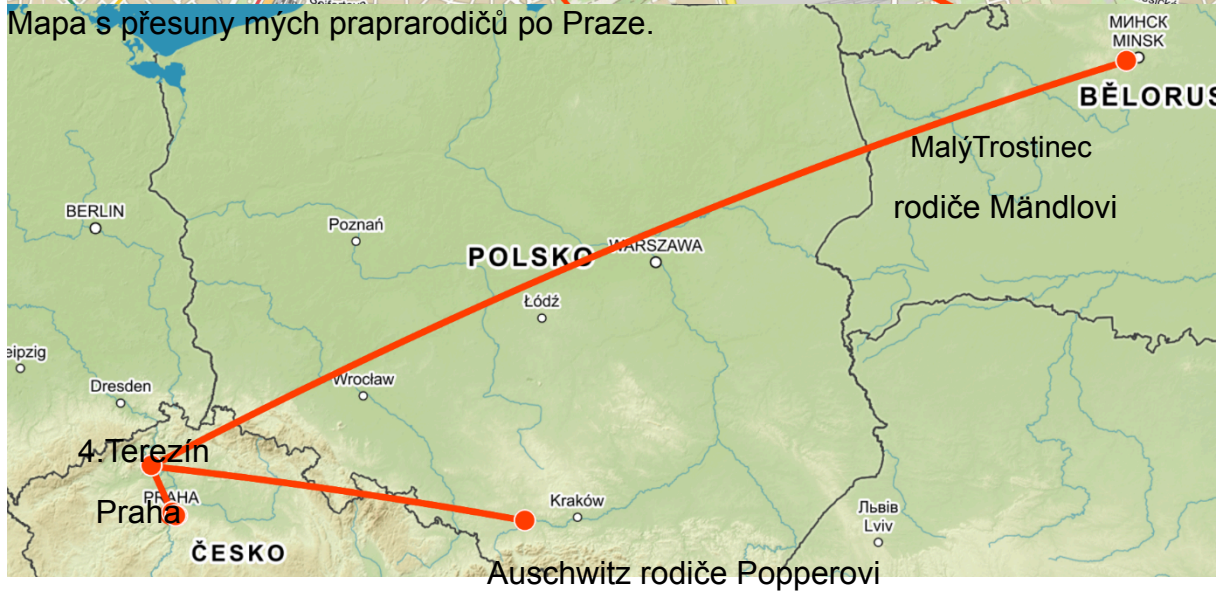 Mapa s přesuny mých praprarodičů po Praze.
МИНСК
MINSK
BĚLORUS
MalýTrostinec
rodiče Mändlovi
BERLIN
Poznań
POLSKO
WARSZAWA
Łódź
eipzig
Dresden
Wrocław
4.Terezín
PRAHA
Praha
Kraków
Львів
Lviv
ČESKO
Auschwitz rodiče Popperovi